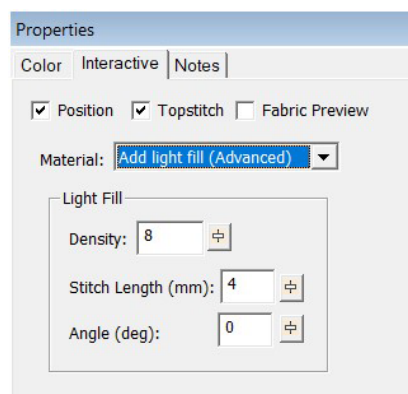 Properties
Color Interactive Notes
Position Topstitch Fabric Preview
Material: Add light fill (Advanced)
Light Fill
Density: 8
Stitch Length (mm): 4
Angle (deg): 0